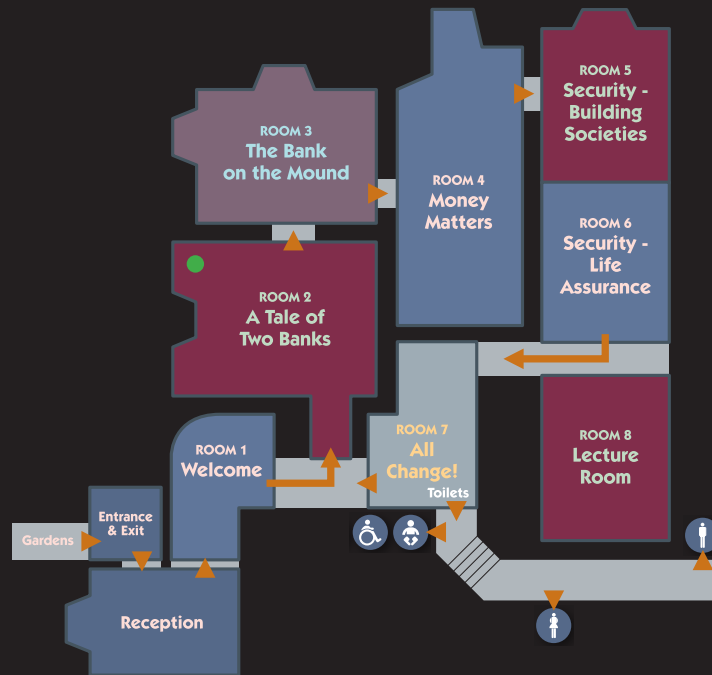 ROOM 5
Security -
Building
Societies
ROOM 3
The Bank
on the Mound
ROOM 4
Money
Matters
ROOM 6
Security -
Life
Assurance
ROOM 2
A Tale of
Two Banks
ROOM 7
All
Change!
Toilets
ROOM 8
Lecture
Room
ROOM 1
Welcome
Entrance
& Exit
Gardens
Reception